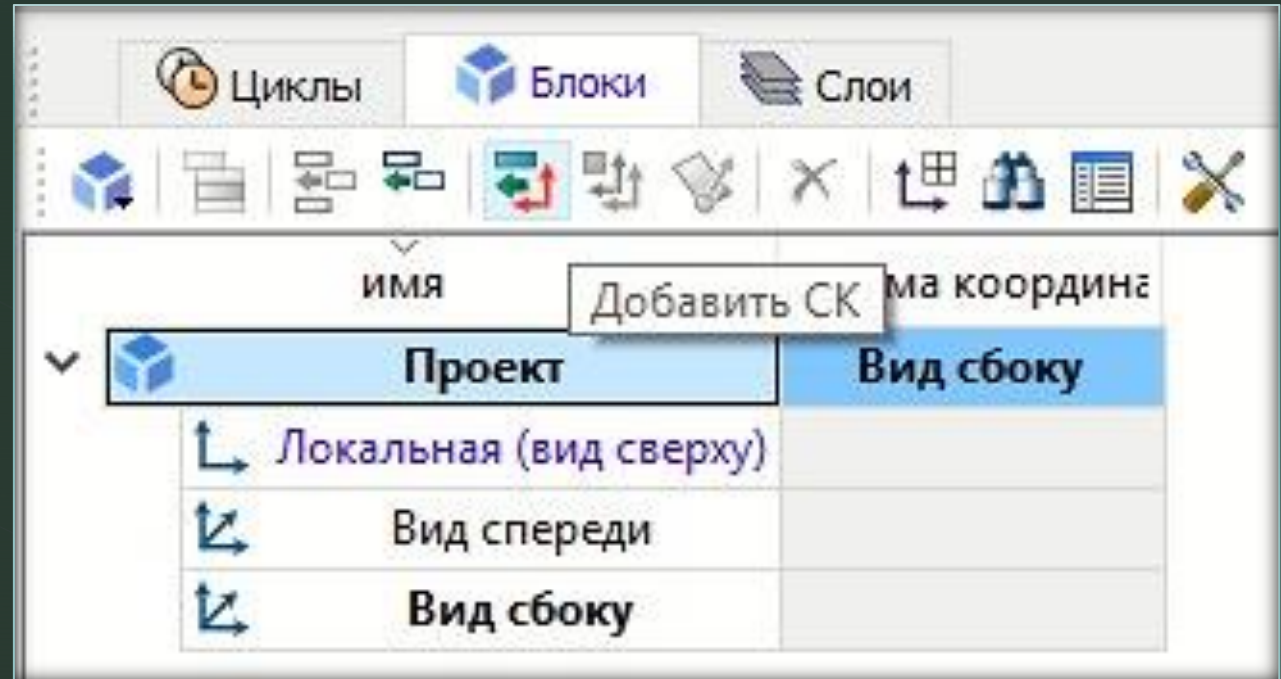 Циклы Блоки Слои
имя ма координа
Добавить СК
Проект Вид сбоку
Локальная (вид сверху)
Вид спереди
Вид сбоку